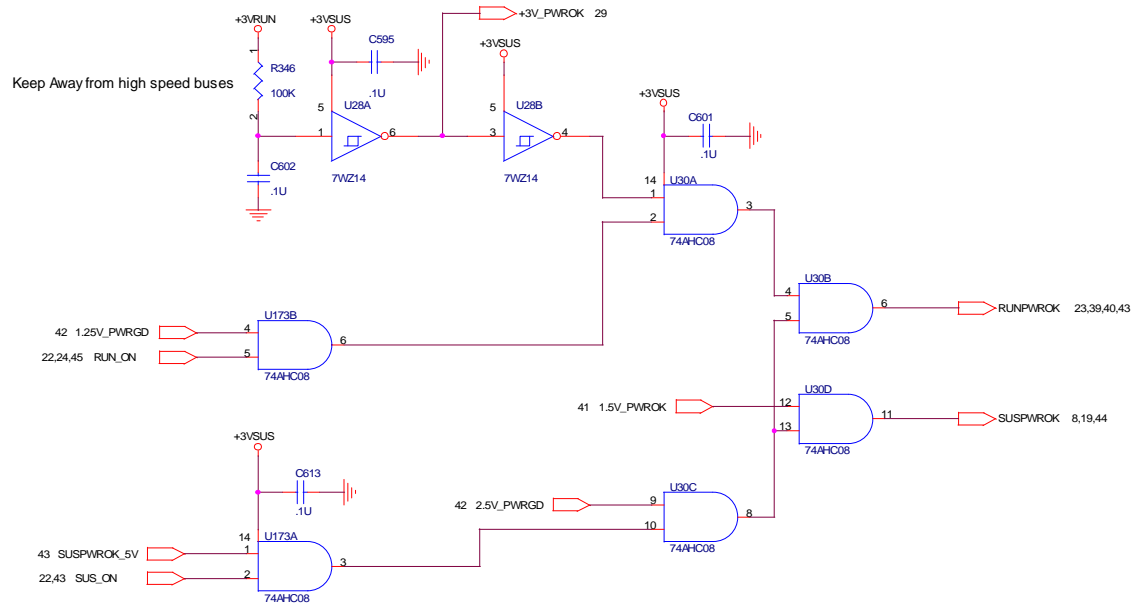 +3VRUN
+3VSUS
+3V_PWROK 29
C595
+3VSUS
1
R346
100K
Keep Away from high speed buses
.1U
U28A
U28B
+3VSUS
2
5
1
6
5
3
4
C601
.1U
7WZ14
7WZ14
C602
.1U
U30A
14
1
2
3
74AHC08
U30B
4
5
6
RUNPWROK 23,39,40,43
74AHC08
U173B
42 1.25V_PWRGD
4
22,24,45 RUN_ON
5
6
74AHC08
U30D
41 1.5V_PWROK
12
13
11
SUSPWROK 8,19,44
74AHC08
+3VSUS
C613
.1U
U30C
42 2.5V_PWRGD
9
10
8
74AHC08
U173A
14
43 SUSPWROK_5V
1
22,43 SUS_ON
2
3
74AHC08